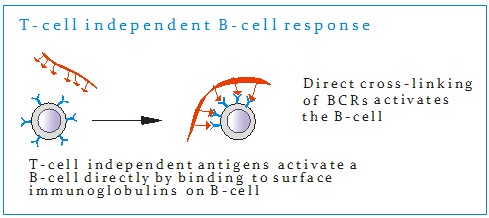 T-cell independent B-cell response
Direct cross-linking
of BCRs activates
the B-cell
T-cell independent antigens activate a
B-cell directly by binding to surface
immunoglobulins on B-cell